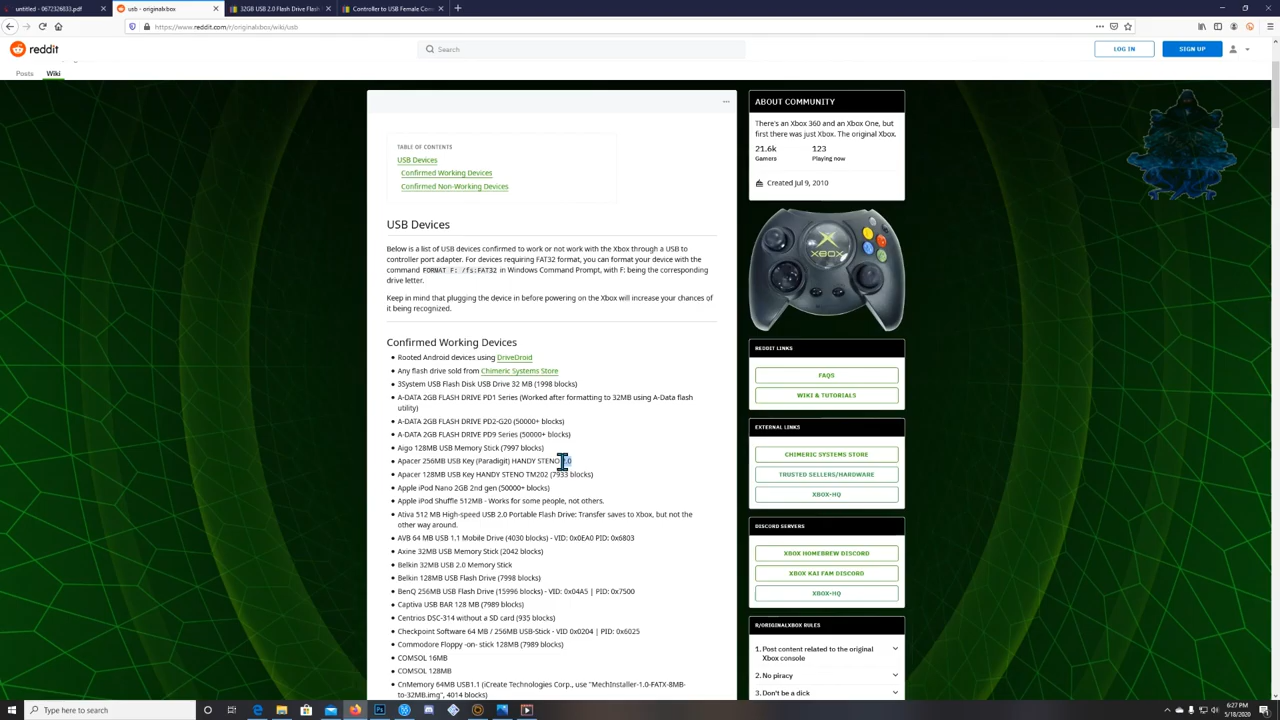 untitled - 0672326033.pdf
usb - originalxbox
32GB USB 2.0 Flash Drive Flash
Controller to USB Female Conv
https://www.reddit.com/r/originalxbox/wiki/usb
reddit
Search
LOG IN
SIGN UP
Posts
Wiki
TABLE OF CONTENTS
USB Devices
Confirmed Working Devices
Confirmed Non-Working Devices
USB Devices
Below is a list of USB devices confirmed to work or not work with the Xbox through a USB to
controller port adapter. For devices requiring FAT32 format, you can format your device with the
command FORMAT F: /fs:FAT32 in Windows Command Prompt, with F: being the corresponding
drive letter.
Keep in mind that plugging the device in before powering on the Xbox will increase your chances of
it being recognized.
Confirmed Working Devices
Rooted Android devices using DriveDroid
Any flash drive sold from Chimeric Systems Store
3System USB Flash Disk USB Drive 32 MB (1998 blocks)
A-DATA 2GB FLASH DRIVE PD1 Series (Worked after formatting to 32MB using A-Data flash
utility)
A-DATA 2GB FLASH DRIVE PD2-G20 (50000+ blocks)
A-DATA 2GB FLASH DRIVE PD9 Series (50000+ blocks)
Aigo 128MB USB Memory Stick (7997 blocks)
Apacer 256MB USB Key (Paradigit) HANDY STENO 2.0
Apacer 128MB USB Key HANDY STENO TM202 (7933 blocks)
Apple iPod Nano 2GB 2nd gen (50000+ blocks)
Apple iPod Shuffle 512MB - Works for some people, not others.
Ativa 512 MB High-speed USB 2.0 Portable Flash Drive: Transfer saves to Xbox, but not the
other way around.
AVB 64 MB USB 1.1 Mobile Drive (4030 blocks) - VID: 0x0EA0 PID: 0x6803
Axine 32MB USB Memory Stick (2042 blocks)
Belkin 32MB USB 2.0 Memory Stick
Belkin 128MB USB Flash Drive (7998 blocks)
BenQ 256MB USB Flash Drive (15996 blocks) - VID: 0x04A5 | PID: 0x7500
Captiva USB BAR 128 MB (7989 blocks)
Centrios DSC-314 without a SD card (935 blocks)
Checkpoint Software 64 MB / 256MB USB-Stick - VID 0x0204 | PID: 0x6025
Commodore Floppy -on- stick 128MB (7989 blocks)
COMSOL 16MB
COMSOL 128MB
CnMemory 64MB USB1.1 (iCreate Technologies Corp., use "MechInstaller-1.0-FATX-8MB-
to-32MB.img", 4014 blocks)
ABOUT COMMUNITY
There's an Xbox 360 and an Xbox One, but
first there was just Xbox. The original Xbox.
21.6k
123
Gamers
Playing now
Created Jul 9, 2010
XBOX
REDDIT LINKS
FAQS
WIKI & TUTORIALS
EXTERNAL LINKS
CHIMERIC SYSTEMS STORE
TRUSTED SELLERS/HARDWARE
XBOX-HQ
DISCORD SERVERS
XBOX HOMEBREW DISCORD
XBOX KAI FAM DISCORD
XBOX-HQ
R/ORIGINALXBOX RULES
1. Post content related to the original
Xbox console
2. No piracy
3. Don't be a dick
Type here to search
6:27 PM
5/18/2020